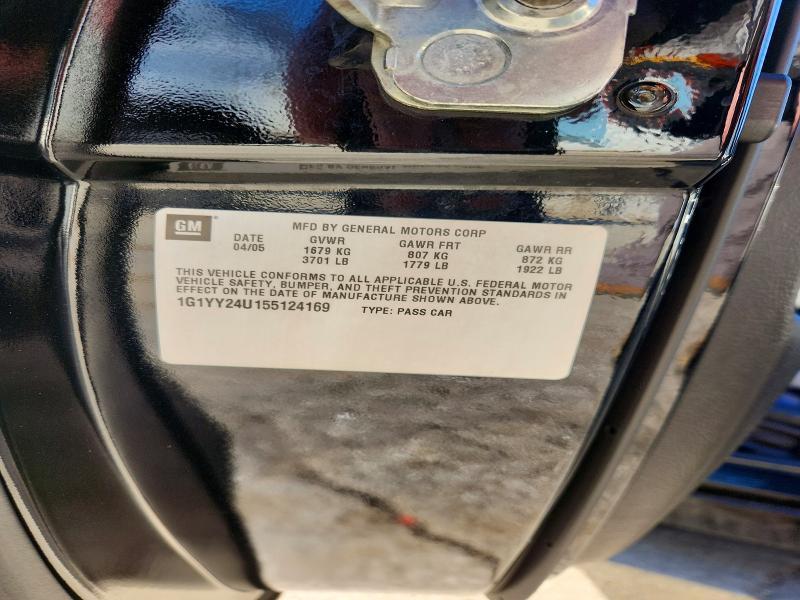 GM
MFD BY GENERAL MOTORS CORP
DATE GVWR GAWR FRT GAWR RR
04/05 1679 KG 807 KG 872 KG
3701 LB 1779 LB 1922 LB
THIS VEHICLE CONFORMS TO ALL APPLICABLE U.S. FEDERAL MOTOR
VEHICLE SAFETY, BUMPER, AND THEFT PREVENTION STANDARDS IN
EFFECT ON THE DATE OF MANUFACTURE SHOWN ABOVE.
1G1YY24U155124169 TYPE: PASS CAR